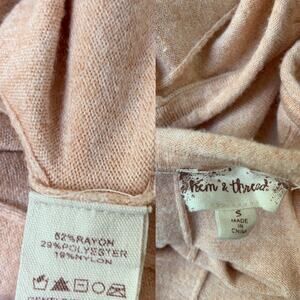 52%RAYON
29%POLYESTER
19%NYLON
hem & thread
S
MADE
IN
CHINA